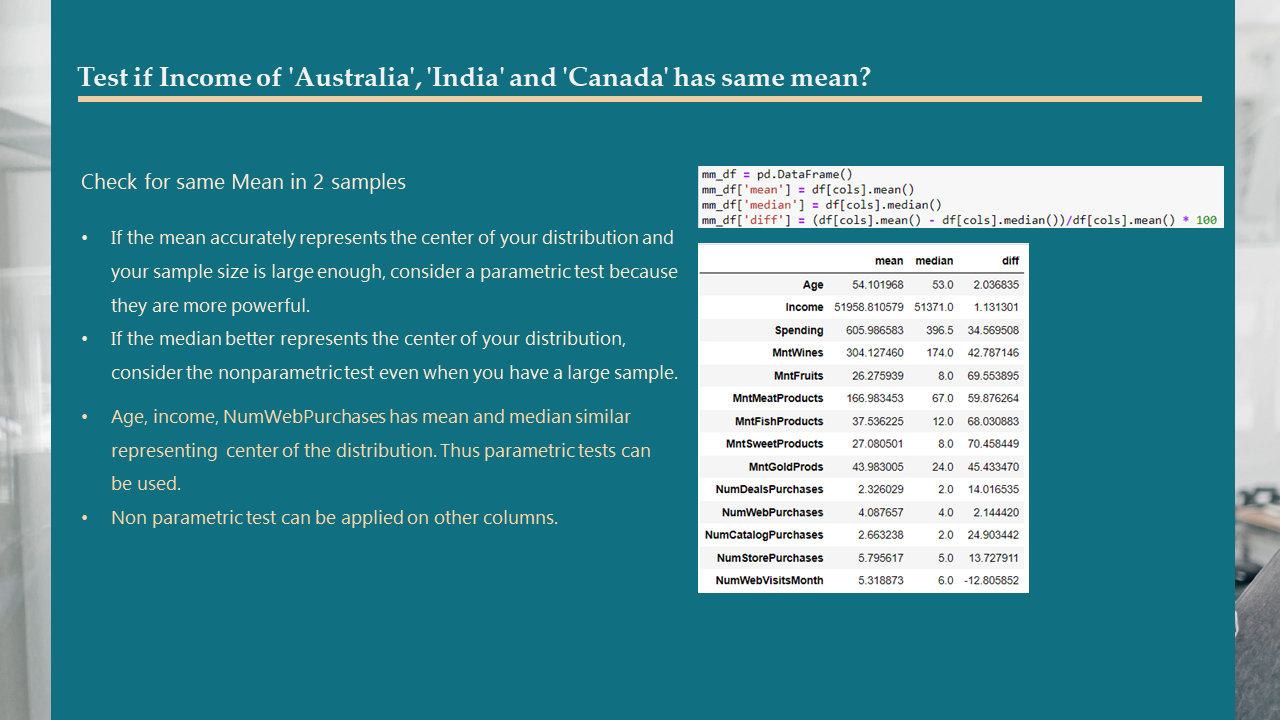 Test if Income of 'Australia', 'India' and 'Canada' has same mean?
Check for same Mean in 2 samples
• If the mean accurately represents the center of your distribution and
your sample size is large enough, consider a parametric test because
they are more powerful.
• If the median better represents the center of your distribution,
consider the nonparametric test even when you have a large sample.
• Age, income, NumWebPurchases has mean and median similar
representing center of the distribution. Thus parametric tests can
be used.
• Non parametric test can be applied on other columns.
mm_df = pd.DataFrame()
mm_df['mean'] = df[cols].mean()
mm_df['median'] = df[cols].median()
mm_df['diff'] = (df[cols].mean() - df[cols].median())/df[cols].mean() * 100
mean median diff
Age 54.101968 53.0 2.036835
Income 51958.810579 51371.0 1.131301
Spending 605.986583 396.5 34.569508
MntWines 304.127460 174.0 42.787146
MntFruits 26.275939 8.0 69.553895
MntMeatProducts 166.983453 67.0 59.876264
MntFishProducts 37.536225 12.0 68.030883
MntSweetProducts 27.080501 8.0 70.458449
MntGoldProds 43.983005 24.0 45.433470
NumDealsPurchases 2.326029 2.0 14.016535
NumWebPurchases 4.087657 4.0 2.144420
NumCatalogPurchases 2.663238 2.0 24.903442
NumStorePurchases 5.795617 5.0 13.727911
NumWebVisitsMonth 5.318873 6.0 -12.805852